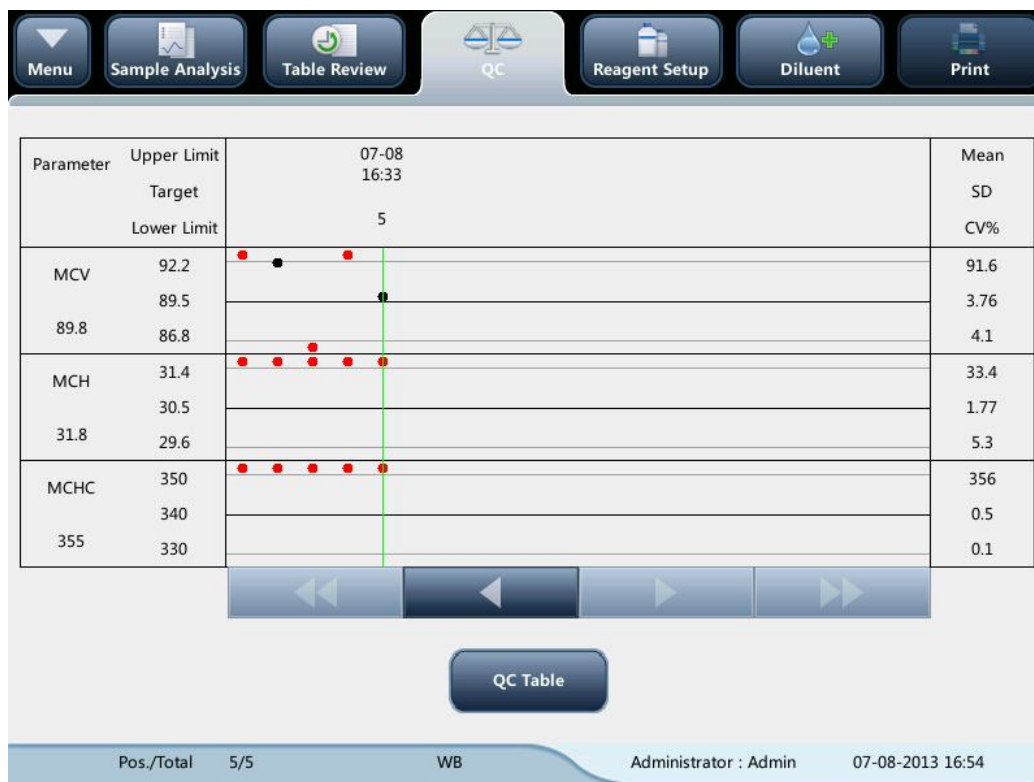 Menu Sample Analysis Table Review QC Reagent Setup Diluent Print
Parameter Upper Limit 07-08 Mean
16:33
Target SD
Lower Limit 5 CV%
MCV 92.2 91.6
89.5 3.76
89.8 86.8 4.1
MCH 31.4 33.4
30.5 1.77
31.8 29.6 5.3
MCHC 350 356
340 0.5
355 330 0.1
QC Table
Pos./Total 5/5 WB Administrator : Admin 07-08-2013 16:54